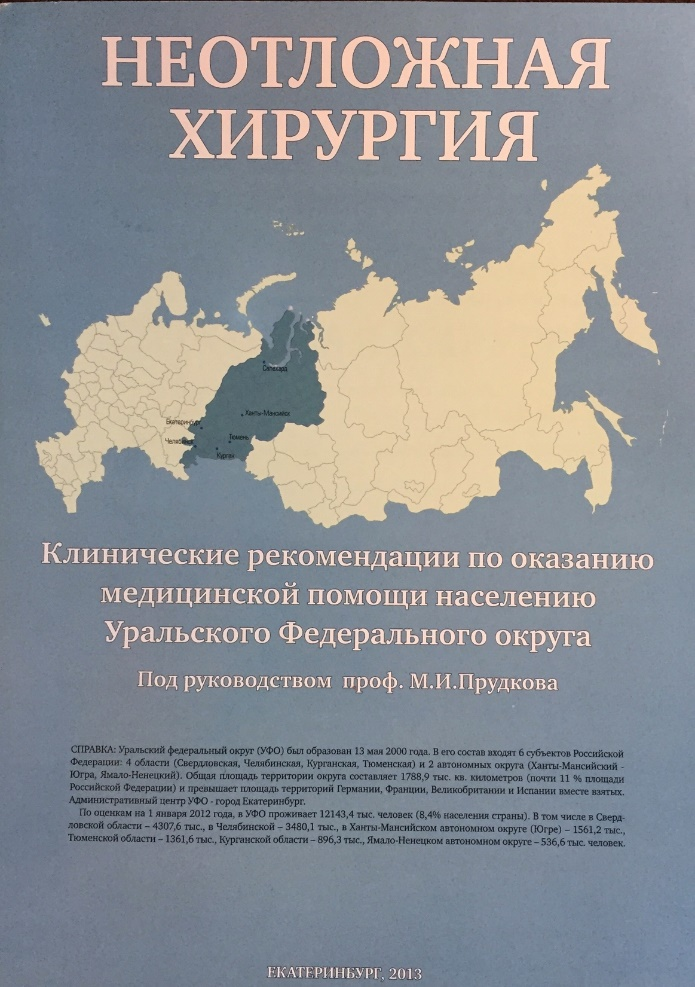 НЕОТЛОЖНАЯ
ХИРУРГИЯ
Салехард
Ханты-Мансийск
Екатеринбург
Тюмень
Челябинск
Курган
Клинические рекомендации по оказанию
медицинской помощи населению
Уральского Федерального округа
Под руководством проф. М.И.Прудкова
СПРАВКА: Уральский федеральный округ (УФО) был образован 13 мая 2000 года. В его состав входят 6 субъектов Российской
Федерации: 4 области (Свердловская, Челябинская, Курганская, Тюменская) и 2 автономных округа (Ханты-Мансийский -
Югра, Ямало-Ненецкий). Общая площадь территории округа составляет 1788,9 тыс. кв. километров (почти 11 % площади
Российской Федерации) и превышает площадь территорий Германии, Франции, Великобритании и Испании вместе взятых.
Административный центр УФО - город Екатеринбург.
По оценкам на 1 января 2012 года, в УФО проживает 12143,4 тыс. человек (8,4% населения страны). В том числе в Сверд-
ловской области – 4307,6 тыс., в Челябинской – 3480,1 тыс., в Ханты-Мансийском автономном округе (Югре) – 1561,2 тыс.,
Тюменской области – 1361,6 тыс., Курганской области – 896,3 тыс., Ямало-Ненецком автономном округе – 536,6 тыс. человек.
ЕКАТЕРИНБУРГ, 2013